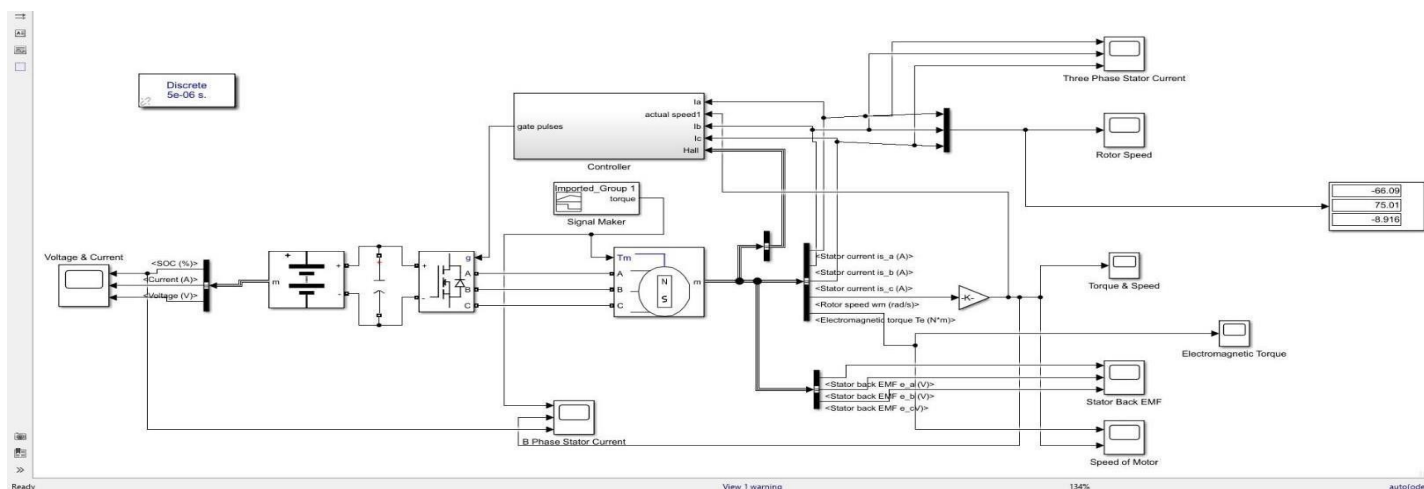 Discrete
5e-06 s.
gate pulses
Ia
actual speed1
Ib
Ic
Hall
Controller
Three Phase Stator Current
Rotor Speed
-66.09
75.01
-8.916
Imported_Group 1
torque
Signal Maker
Voltage & Current
<SOC (%)>
<Current (A)>
<Voltage (V)>
m
+
+
-
+
+
-
g
A
B
C
Tm
A
B
C
N
S
m
<Stator current is_a (A)>
<Stator current is_b (A)>
<Stator current is_c (A)>
<Rotor speed wm (rad/s)>
<Electromagnetic torque Te (N*m)>
-K-
Torque & Speed
Electromagnetic Torque
<Stator back EMF e_a (V)>
<Stator back EMF e_b (V)>
<Stator back EMF e_cV)>
Stator Back EMF
B Phase Stator Current
Speed of Motor
Ready
View 1 warning
134%